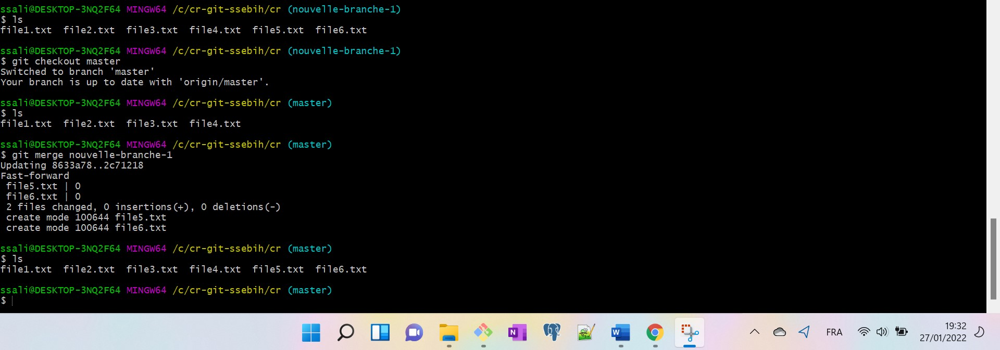 ssali@DESKTOP-3NQ2F64 MINGW64 /c/cr-git-ssebih/cr (nouvelle-branche-1)
$ ls
file1.txt  file2.txt  file3.txt  file4.txt  file5.txt  file6.txt
ssali@DESKTOP-3NQ2F64 MINGW64 /c/cr-git-ssebih/cr (nouvelle-branche-1)
$ git checkout master
Switched to branch 'master'
Your branch is up to date with 'origin/master'.
ssali@DESKTOP-3NQ2F64 MINGW64 /c/cr-git-ssebih/cr (master)
$ ls
file1.txt  file2.txt  file3.txt  file4.txt
ssali@DESKTOP-3NQ2F64 MINGW64 /c/cr-git-ssebih/cr (master)
$ git merge nouvelle-branche-1
Updating 8633a78..2c71218
Fast-forward
 file5.txt | 0
 file6.txt | 0
 2 files changed, 0 insertions(+), 0 deletions(-)
 create mode 100644 file5.txt
 create mode 100644 file6.txt
ssali@DESKTOP-3NQ2F64 MINGW64 /c/cr-git-ssebih/cr (master)
$ ls
file1.txt  file2.txt  file3.txt  file4.txt  file5.txt  file6.txt
ssali@DESKTOP-3NQ2F64 MINGW64 /c/cr-git-ssebih/cr (master)
$
N
W
FRA
19:32
27/01/2022